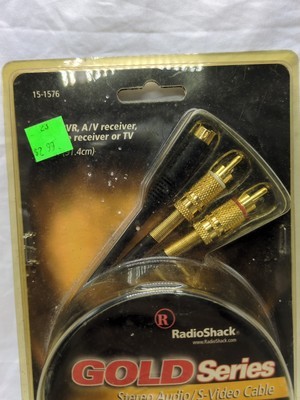 15-1576
VR, A/V receiver,
e receiver or TV
1.4cm)
$2.99
R
RadioShack®
www.RadioShack.com
GOLD Series
Stereo Audio/S-Video Cable